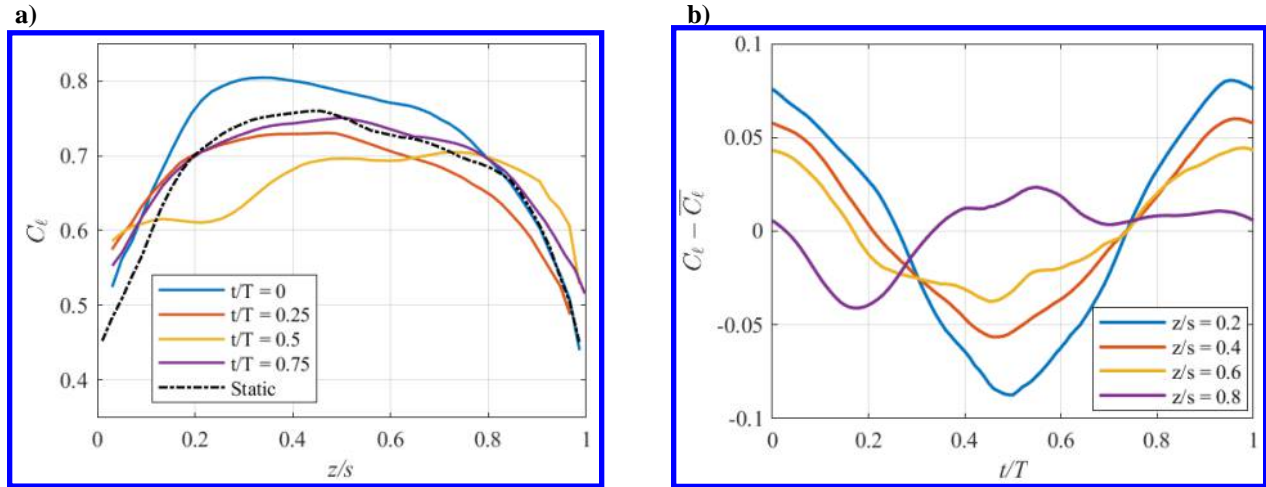 a)
0.8
0.7
0.6
0.5
0.4
Cℓ
t/T = 0
t/T = 0.25
t/T = 0.5
t/T = 0.75
Static
0 0.2 0.4 0.6 0.8 1
z/s
b)
0.1
0.05
0
-0.05
-0.1
Cℓ − C̅ℓ
z/s = 0.2
z/s = 0.4
z/s = 0.6
z/s = 0.8
0 0.2 0.4 0.6 0.8 1
t/T